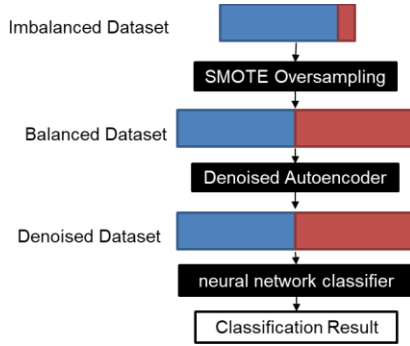 Imbalanced Dataset
SMOTE Oversampling
Balanced Dataset
Denoised Autoencoder
Denoised Dataset
neural network classifier
Classification Result